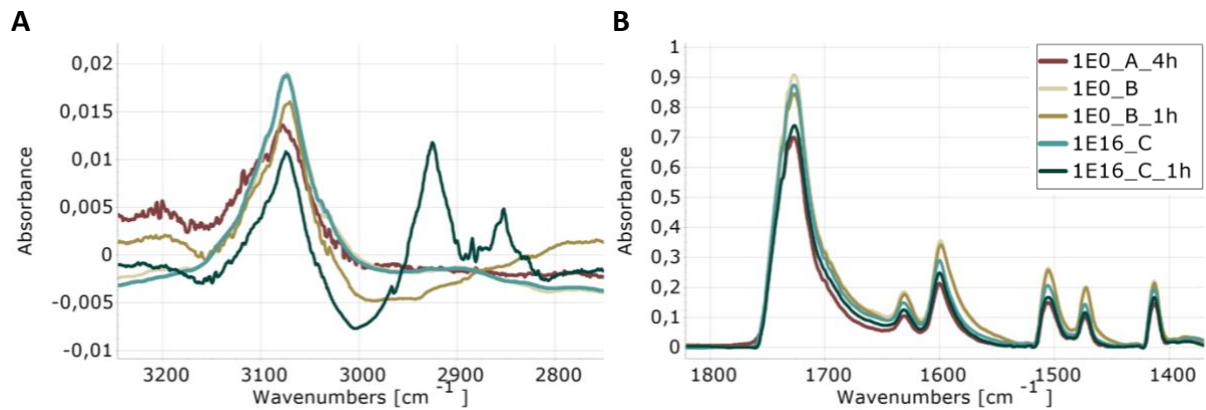 A
Absorbance
0,02
0,015
0,01
0,005
0
-0,005
-0,01
3200
3100
3000
2900
2800
Wavenumbers [cm -1 ]
B
Absorbance
1
0,9
0,8
0,7
0,6
0,5
0,4
0,3
0,2
0,1
0
1800
1700
1600
1500
1400
Wavenumbers [cm -1 ]
1E0_A_4h
1E0_B
1E0_B_1h
1E16_C
1E16_C_1h